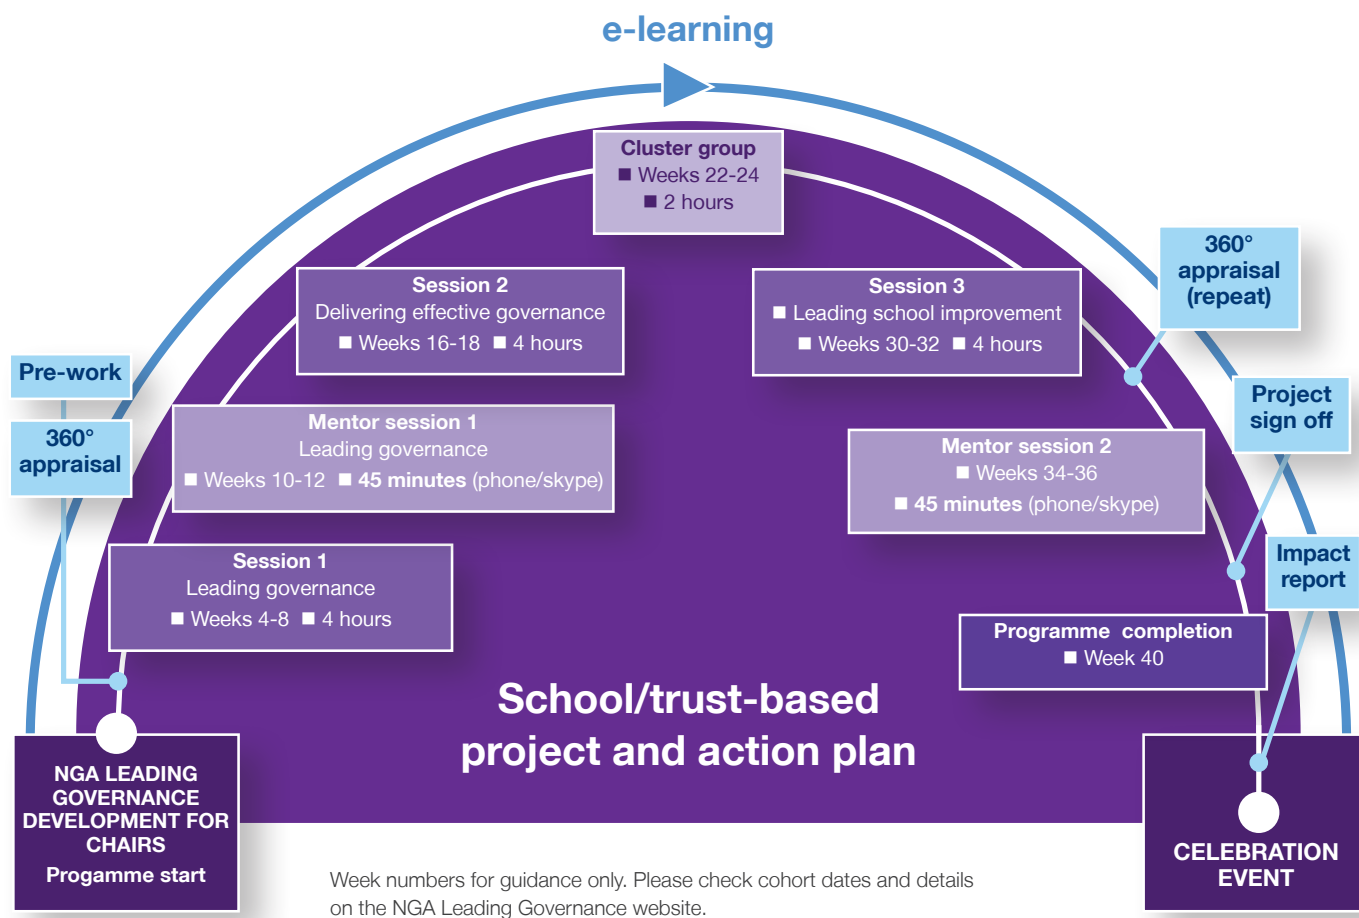 e-learning
Cluster group
■ Weeks 22-24
■ 2 hours
Session 2
Delivering effective governance
■ Weeks 16-18 ■ 4 hours
Session 3
■ Leading school improvement
■ Weeks 30-32 ■ 4 hours
360°
appraisal
(repeat)
Pre-work
360°
appraisal
Mentor session 1
Leading governance
■ Weeks 10-12 ■ 45 minutes (phone/skype)
Mentor session 2
■ Weeks 34-36
■ 45 minutes (phone/skype)
Project
sign off
Session 1
Leading governance
■ Weeks 4-8 ■ 4 hours
Impact
report
Programme completion
■ Week 40
School/trust-based
project and action plan
NGA LEADING
GOVERNANCE
DEVELOPMENT FOR
CHAIRS
Progamme start
CELEBRATION
EVENT
Week numbers for guidance only. Please check cohort dates and details
on the NGA Leading Governance website.